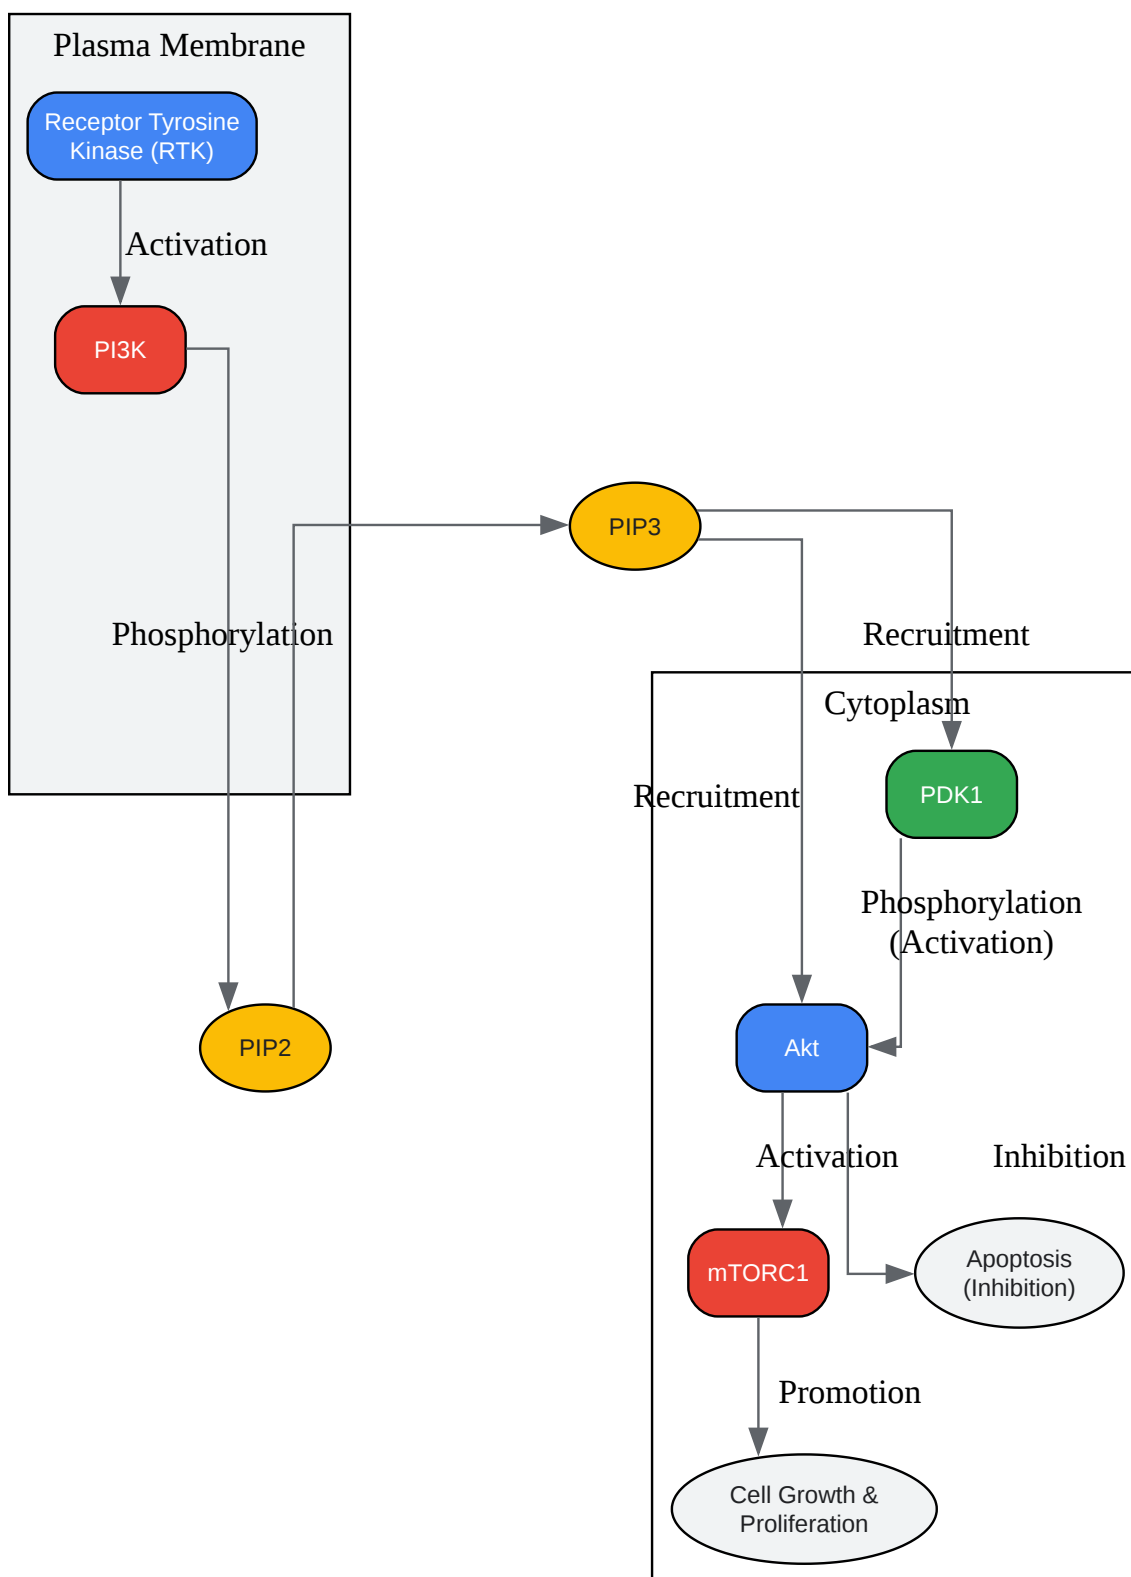 Plasma Membrane
Receptor Tyrosine
Kinase (RTK)
Activation
PI3K
PIP3
Phosphorylation
Recruitment
Cytoplasm
Recruitment
PDK1
Phosphorylation
(Activation)
PIP2
Akt
Activation
Inhibition
mTORC1
Apoptosis
(Inhibition)
Promotion
Cell Growth &
Proliferation